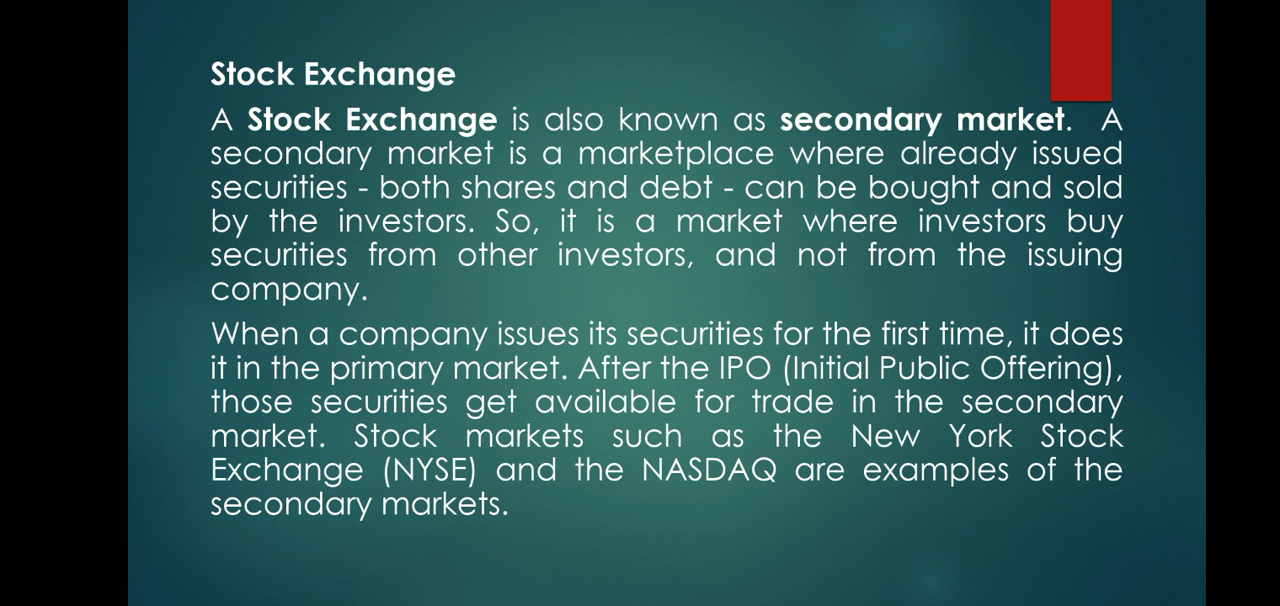 Stock Exchange
A Stock Exchange is also known as secondary market. A
secondary market is a marketplace where already issued
securities - both shares and debt - can be bought and sold
by the investors. So, it is a market where investors buy
securities from other investors, and not from the issuing
company.
When a company issues its securities for the first time, it does
it in the primary market. After the IPO (Initial Public Offering),
those securities get available for trade in the secondary
market. Stock markets such as the New York Stock
Exchange (NYSE) and the NASDAQ are examples of the
secondary markets.